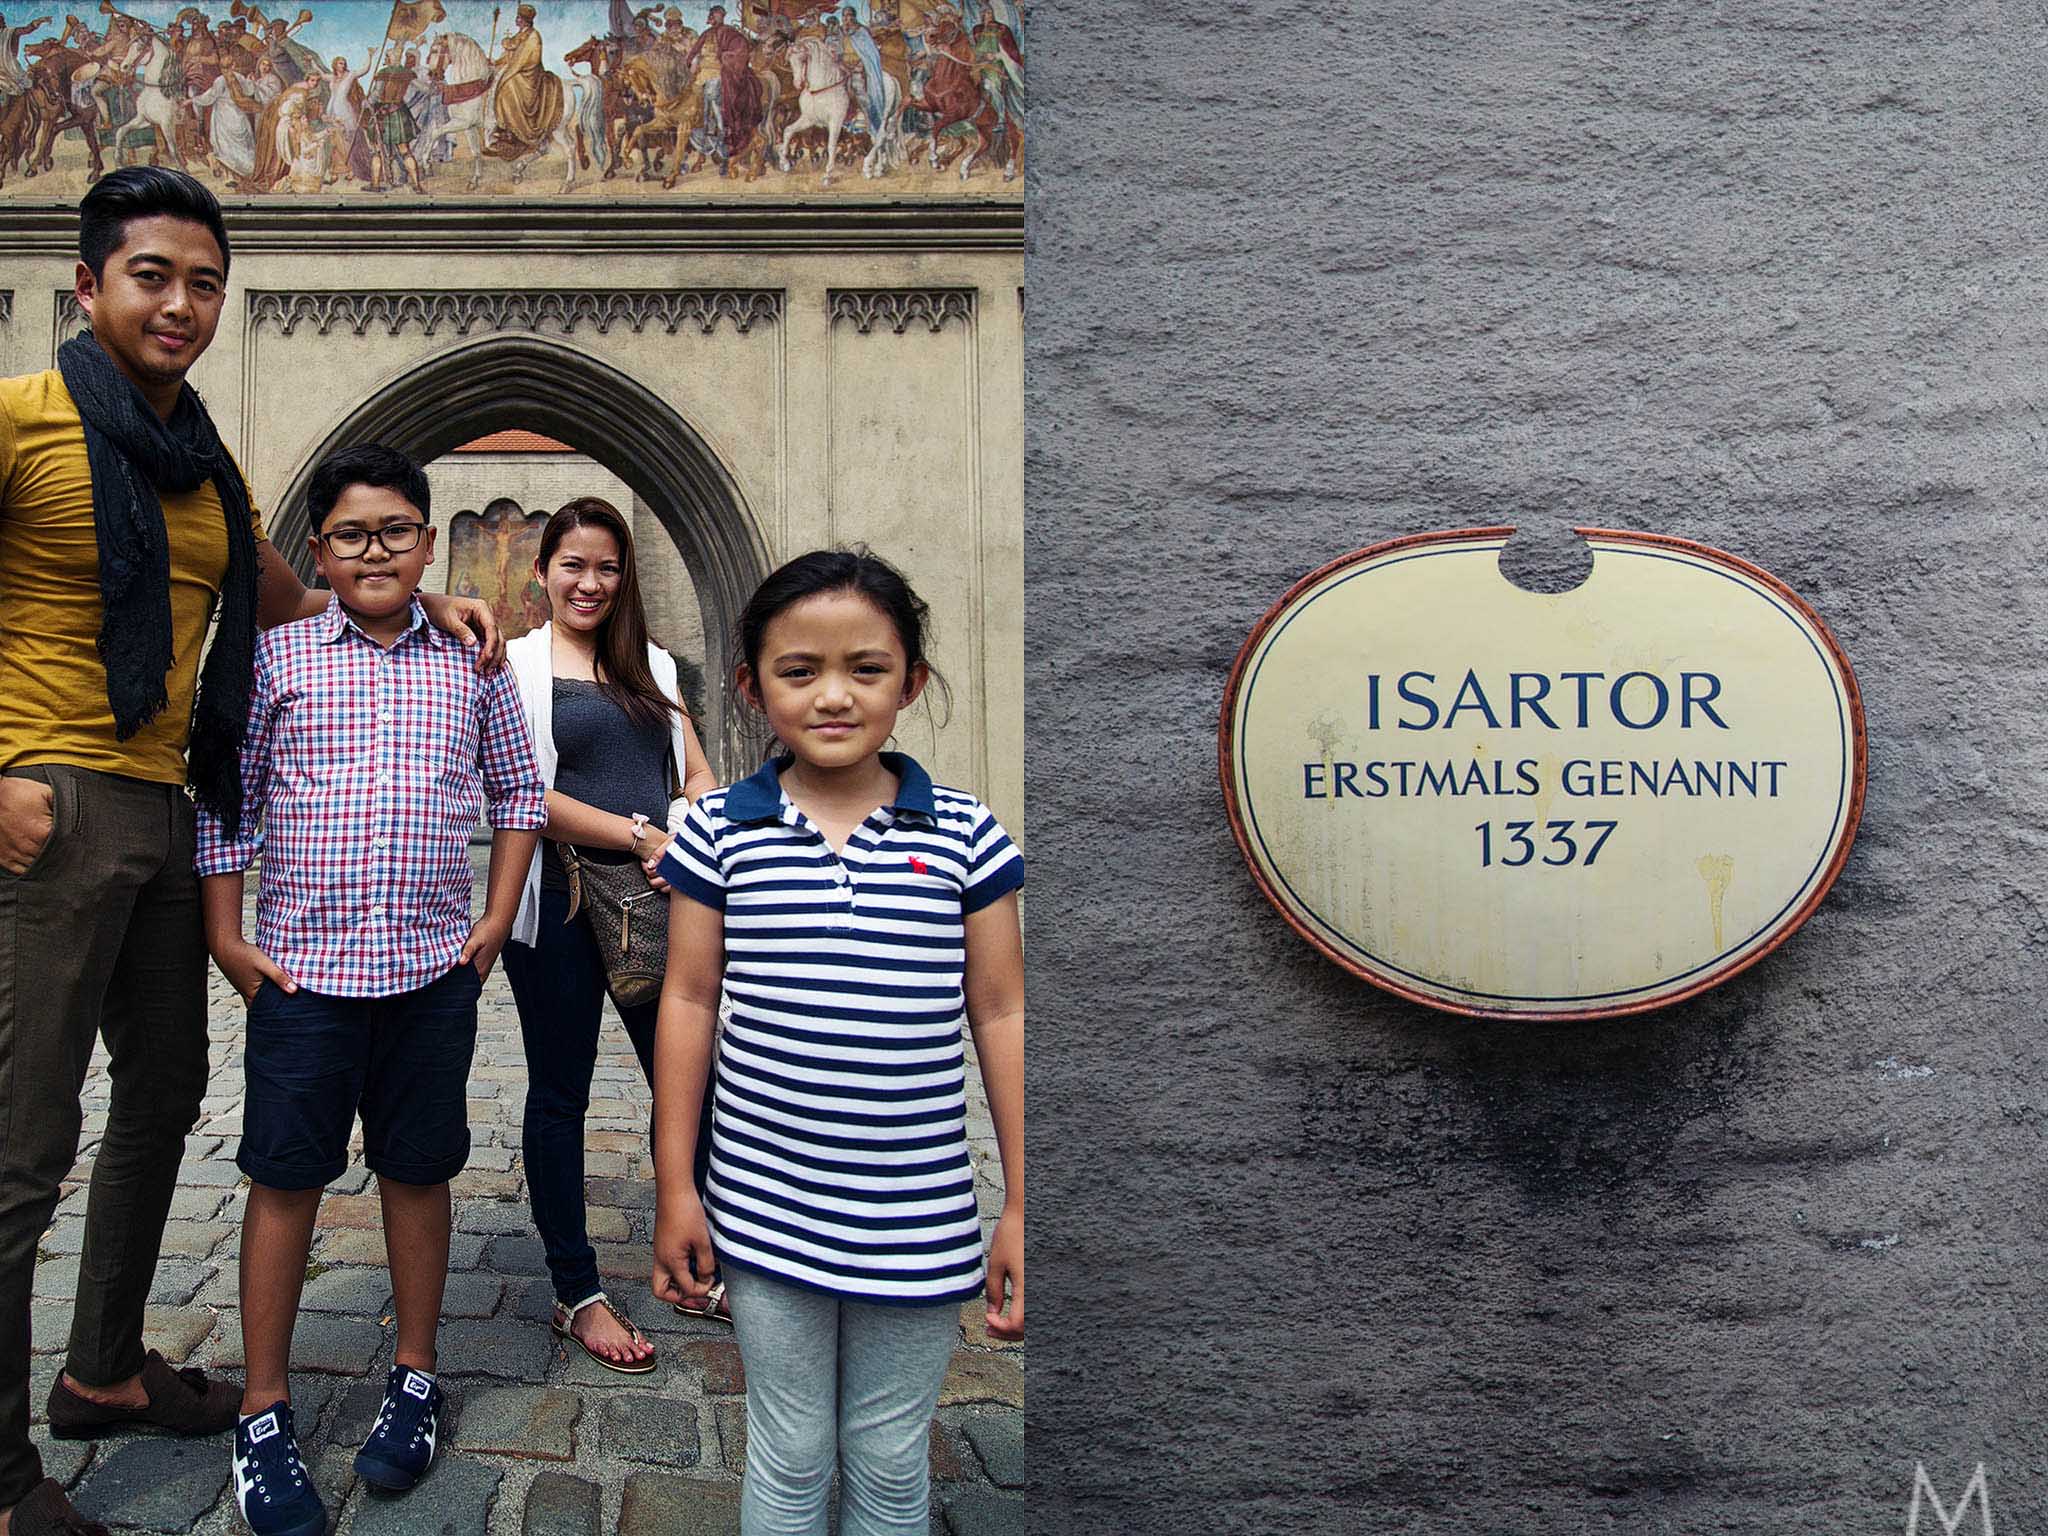 ISARTOR
ERSTMALS GENANNT
1337
M